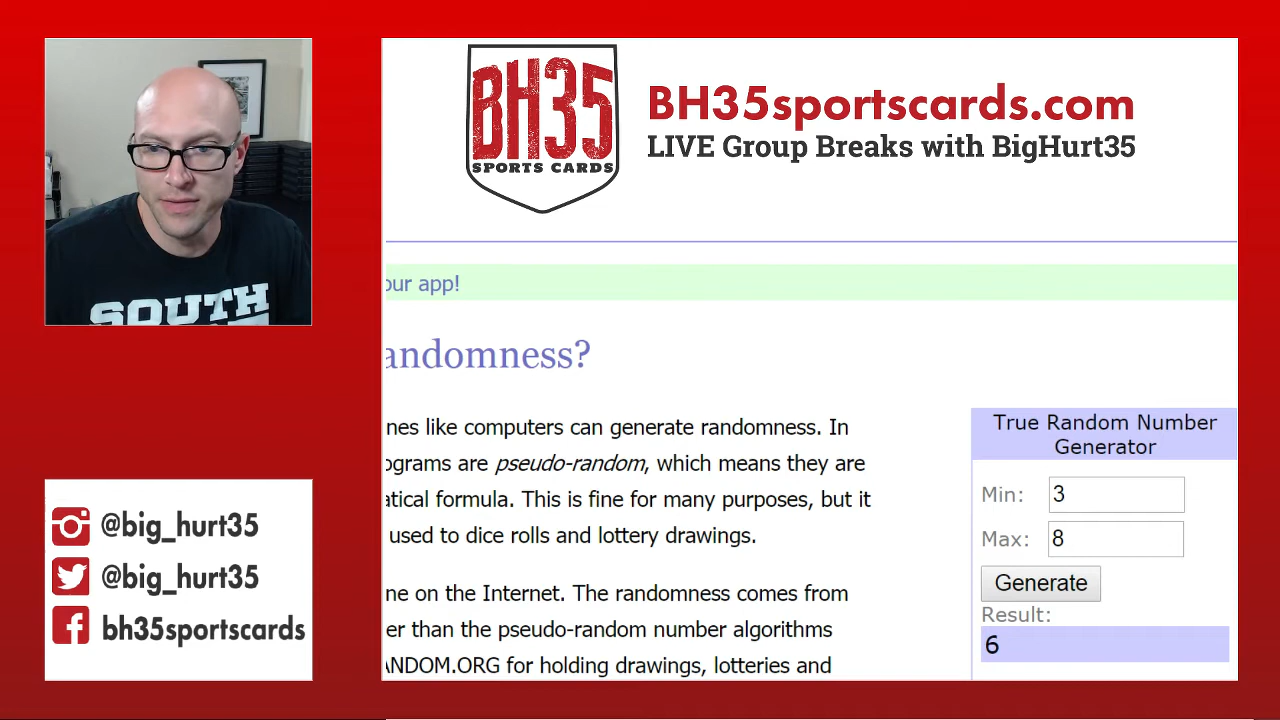 BH35
SPORTS CARDS
BH35sportscards.com
LIVE Group Breaks with BigHurt35
our app!
andomness?
nes like computers can generate randomness. In
ograms are pseudo-random, which means they are
atical formula. This is fine for many purposes, but it
used to dice rolls and lottery drawings.
ne on the Internet. The randomness comes from
er than the pseudo-random number algorithms
ANDOM.ORG for holding drawings, lotteries and
True Random Number
Generator
Min: 3
Max: 8
Generate
Result:
6
SOUTH
@big_hurt35
@big_hurt35
bh35sportscards